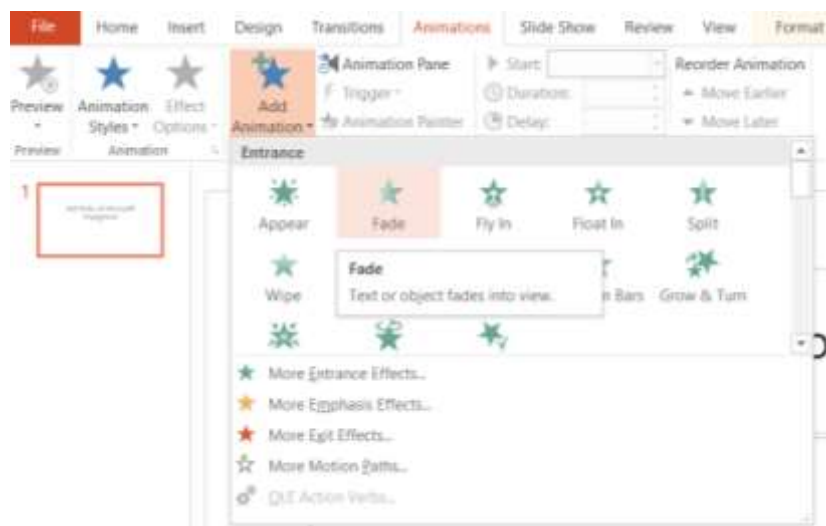 File Home Insert Design Transitions Animations Slide Show Review View Format
Preview
Animation Styles
Effect Options
Add Animation
Animation Pane
Trigger
Animation Painter
Start:
Duration:
Delay:
Reorder Animation
Move Earlier
Move Later
Preview Animation
Entrance
1
Appear Fade Fly In Float In Split
Wipe Bars Grow & Turn
Fade
Text or object fades into view.
More Entrance Effects...
More Emphasis Effects...
More Exit Effects...
More Motion Paths...
OLE Action Verbs...